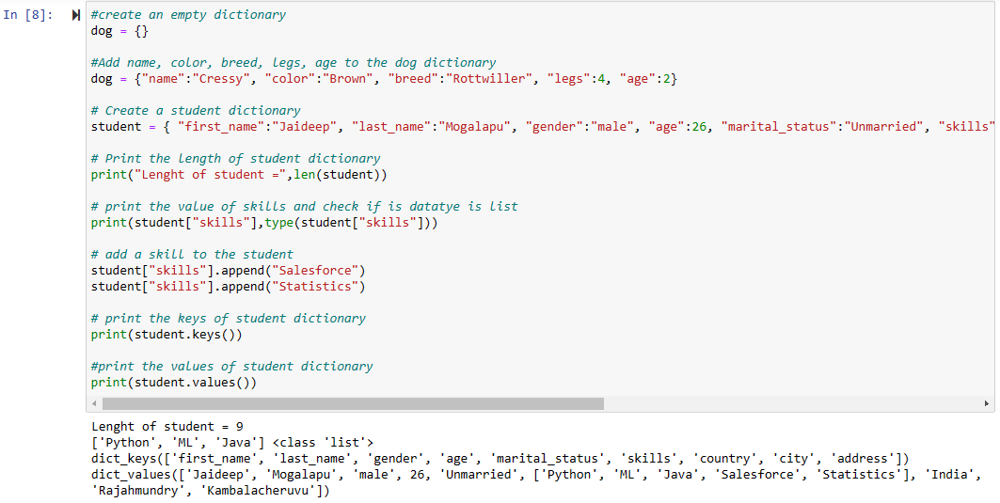 In [8]:
#create an empty dictionary
dog = {}
#Add name, color, breed, legs, age to the dog dictionary
dog = {"name":"Cressy", "color":"Brown", "breed":"Rottwiller", "legs":4, "age":2}
# Create a student dictionary
student = { "first_name":"Jaideep", "last_name":"Mogalapu", "gender":"male", "age":26, "marital_status":"Unmarried", "skills"
# Print the length of student dictionary
print("Lenght of student =",len(student))
# print the value of skills and check if is datatye is list
print(student["skills"],type(student["skills"]))
# add a skill to the student
student["skills"].append("Salesforce")
student["skills"].append("Statistics")
# print the keys of student dictionary
print(student.keys())
#print the values of student dictionary
print(student.values())
Lenght of student = 9
['Python', 'ML', 'Java'] <class 'list'>
dict_keys(['first_name', 'last_name', 'gender', 'age', 'marital_status', 'skills', 'country', 'city', 'address'])
dict_values(['Jaideep', 'Mogalapu', 'male', 26, 'Unmarried', ['Python', 'ML', 'Java', 'Salesforce', 'Statistics'], 'India',
'Rajahmundry', 'Kambalacheruvu'])